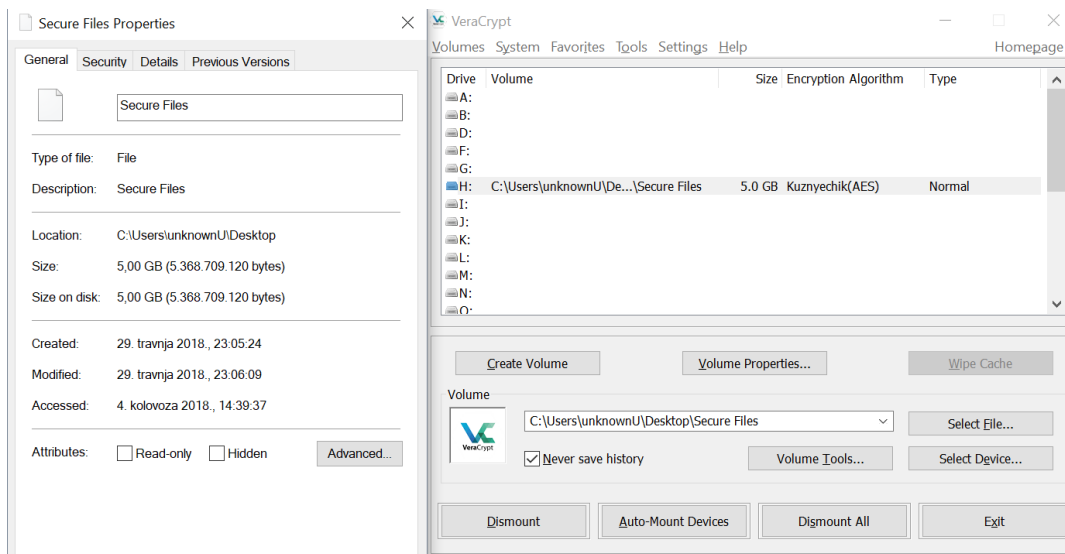 Secure Files Properties
General Security Details Previous Versions
Secure Files
Type of file: File
Description: Secure Files
Location: C:\Users\unknownU\Desktop
Size: 5,00 GB (5.368.709.120 bytes)
Size on disk: 5,00 GB (5.368.709.120 bytes)
Created: 29. travnja 2018., 23:05:24
Modified: 29. travnja 2018., 23:06:09
Accessed: 4. kolovoza 2018., 14:39:37
Attributes: Read-only Hidden Advanced...
VeraCrypt
Volumes System Favorites Tools Settings Help Homepage
Drive Volume Size Encryption Algorithm Type
A:
B:
D:
F:
G:
H: C:\Users\unknownU\De...\Secure Files 5.0 GB Kuznyechik(AES) Normal
I:
J:
K:
L:
M:
N:
O:
Create Volume Volume Properties... Wipe Cache
Volume
VeraCrypt
C:\Users\unknownU\Desktop\Secure Files Select File...
Never save history Volume Tools... Select Device...
Dismount Auto-Mount Devices Dismount All Exit